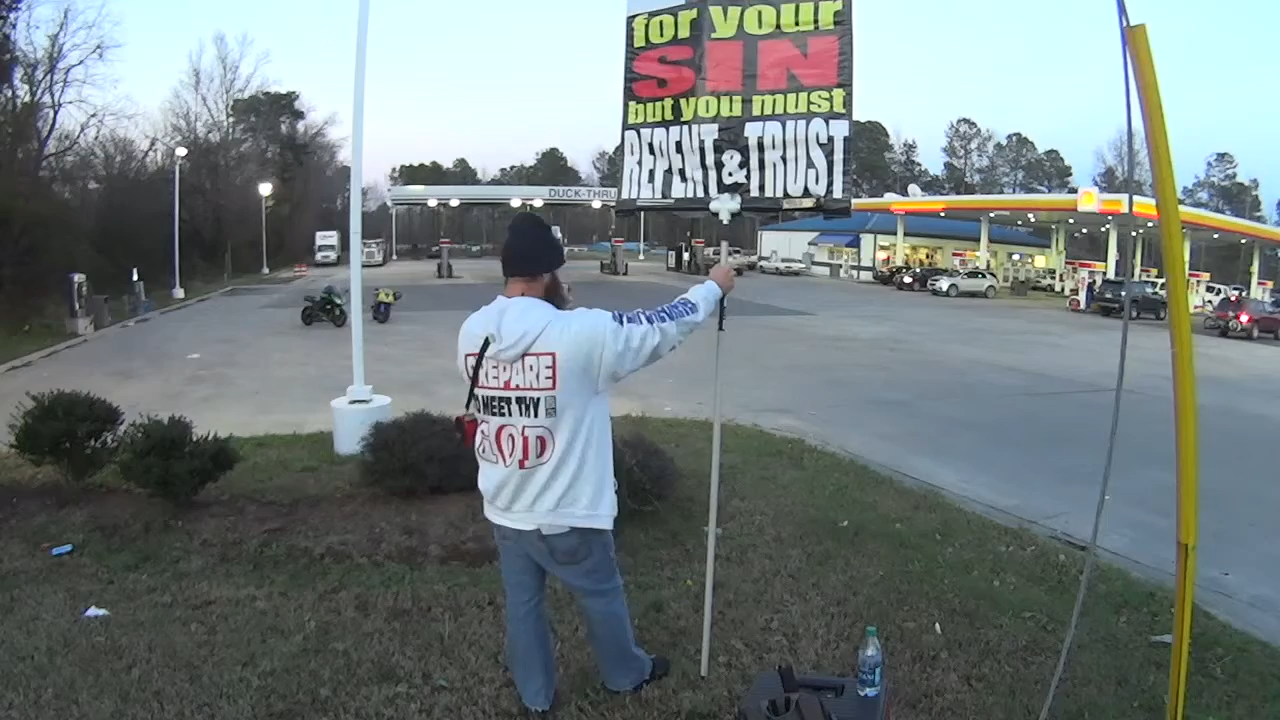 for your
SIN
but you must
REPENT & TRUST
DUCK-THRU
PREPARE
TO MEET THY
GOD